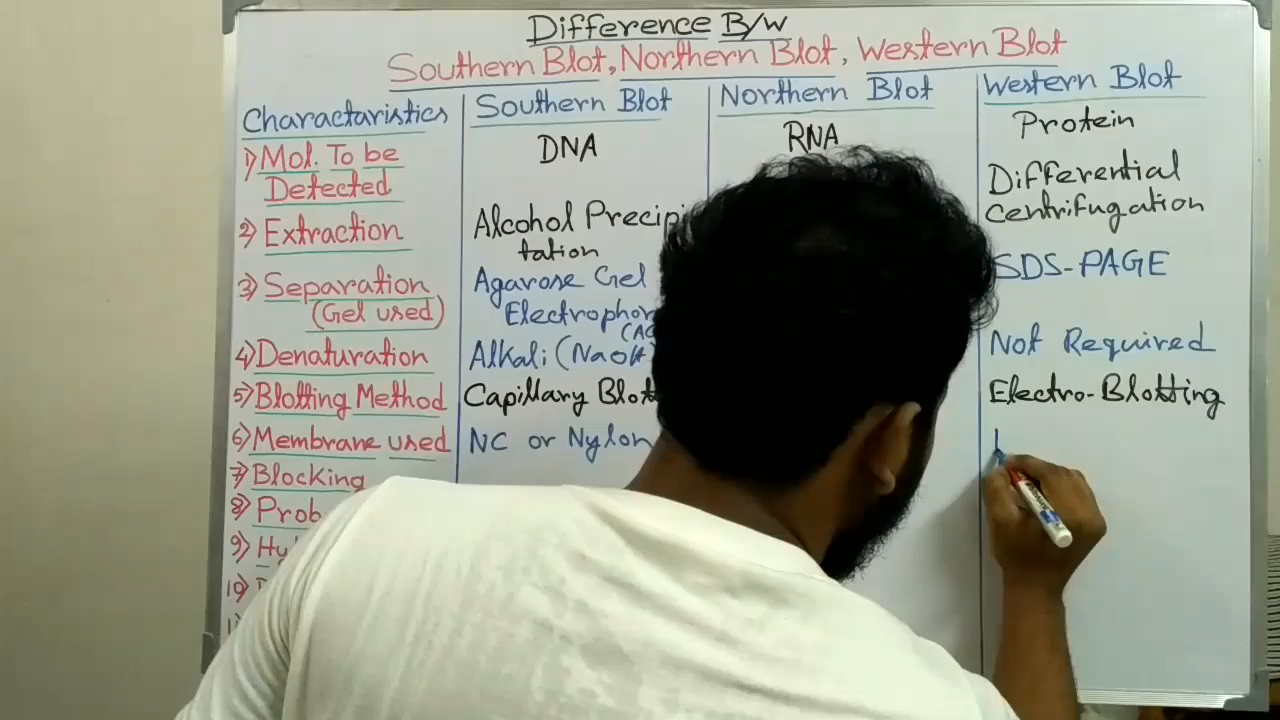 Difference B/W
Southern Blot, Northern Blot, Western Blot
Charactaristics
Southern Blot
Northern Blot
Western Blot
1) Mol. To be
Detected
DNA
RNA
Protein
2) Extraction
Alcohol Precipi
tation
Differential
Centrifugation
3) Separation
(Gel used)
Agarose Gel
Electrophor
SDS-PAGE
4) Denaturation
Alkali (NaOH
Not Required
5) Blotting Method
Capillary Blot
Electro-Blotting
6) Membrane used
NC or Nylon
7) Blocking
8) Prob
9) Hy
10)